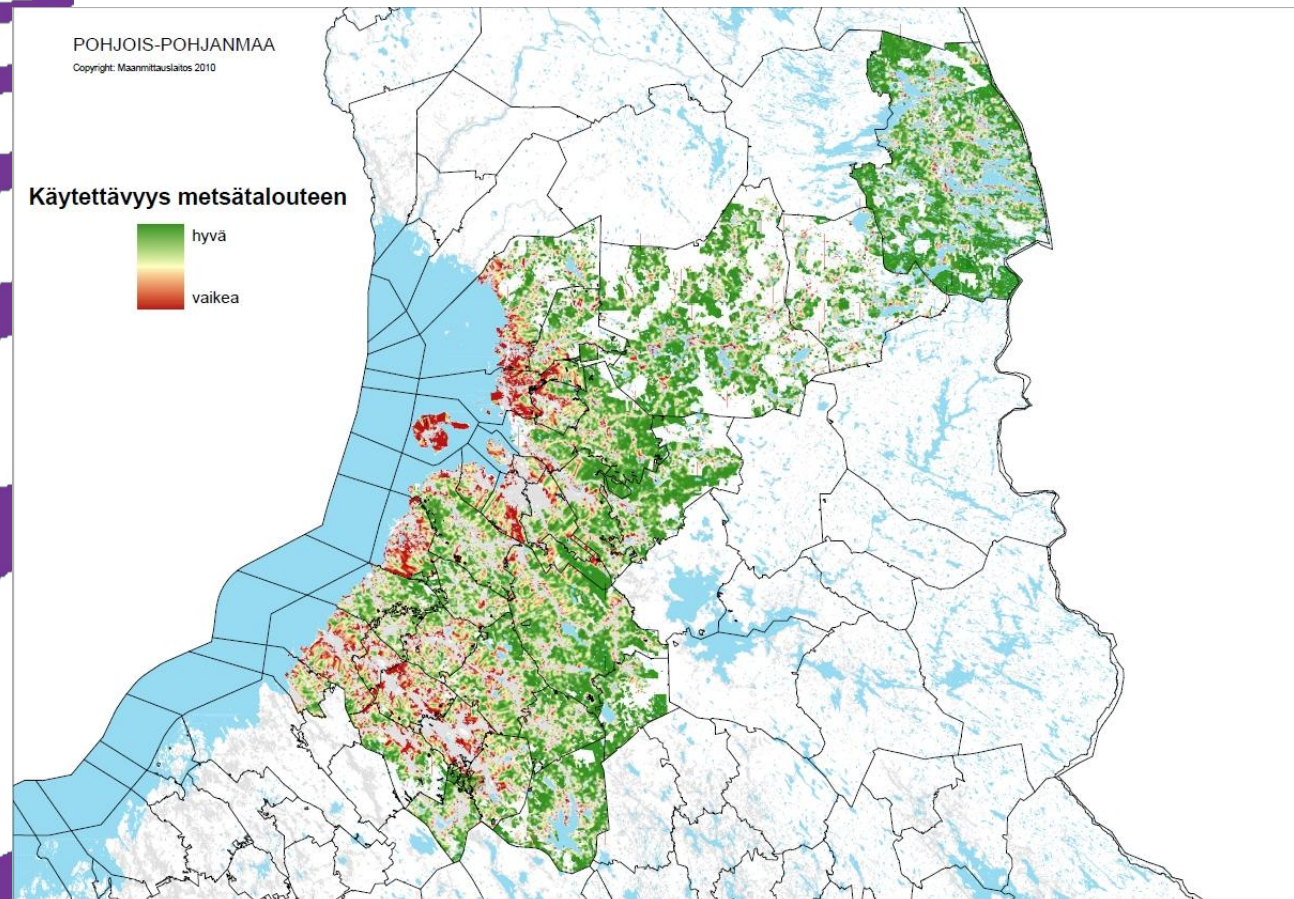 POHJOIS-POHJANMAA
Copyright: Maanmittauslaitos 2010
Käytettävyys metsätalouteen
hyvä
vaikea